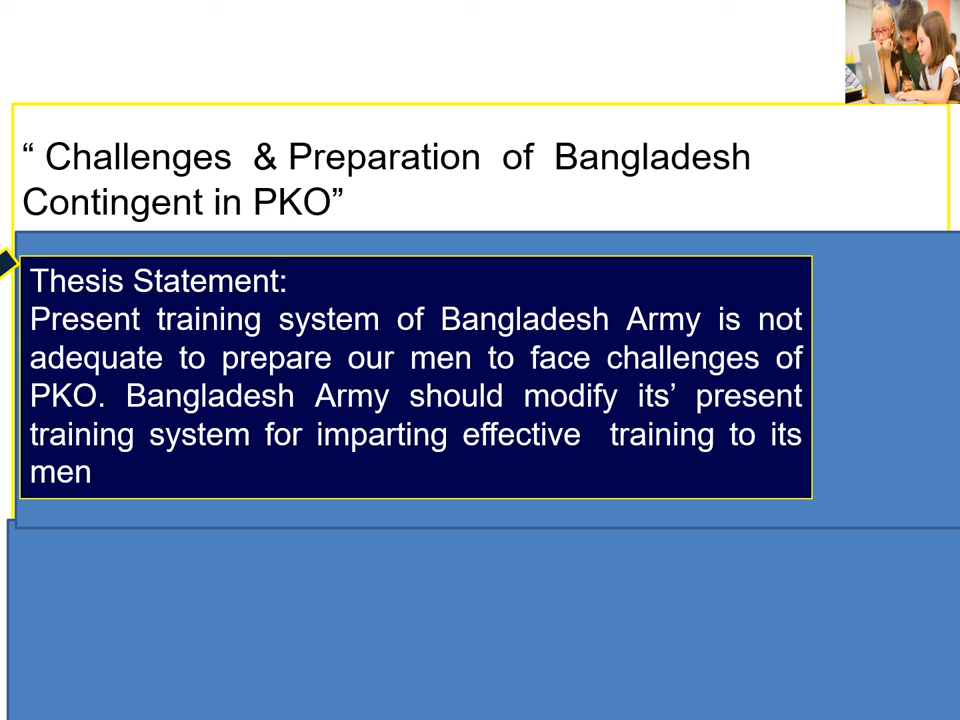 “ Challenges & Preparation of Bangladesh
Contingent in PKO”
Thesis Statement:
Present training system of Bangladesh Army is not
adequate to prepare our men to face challenges of
PKO. Bangladesh Army should modify its’ present
training system for imparting effective training to its
men